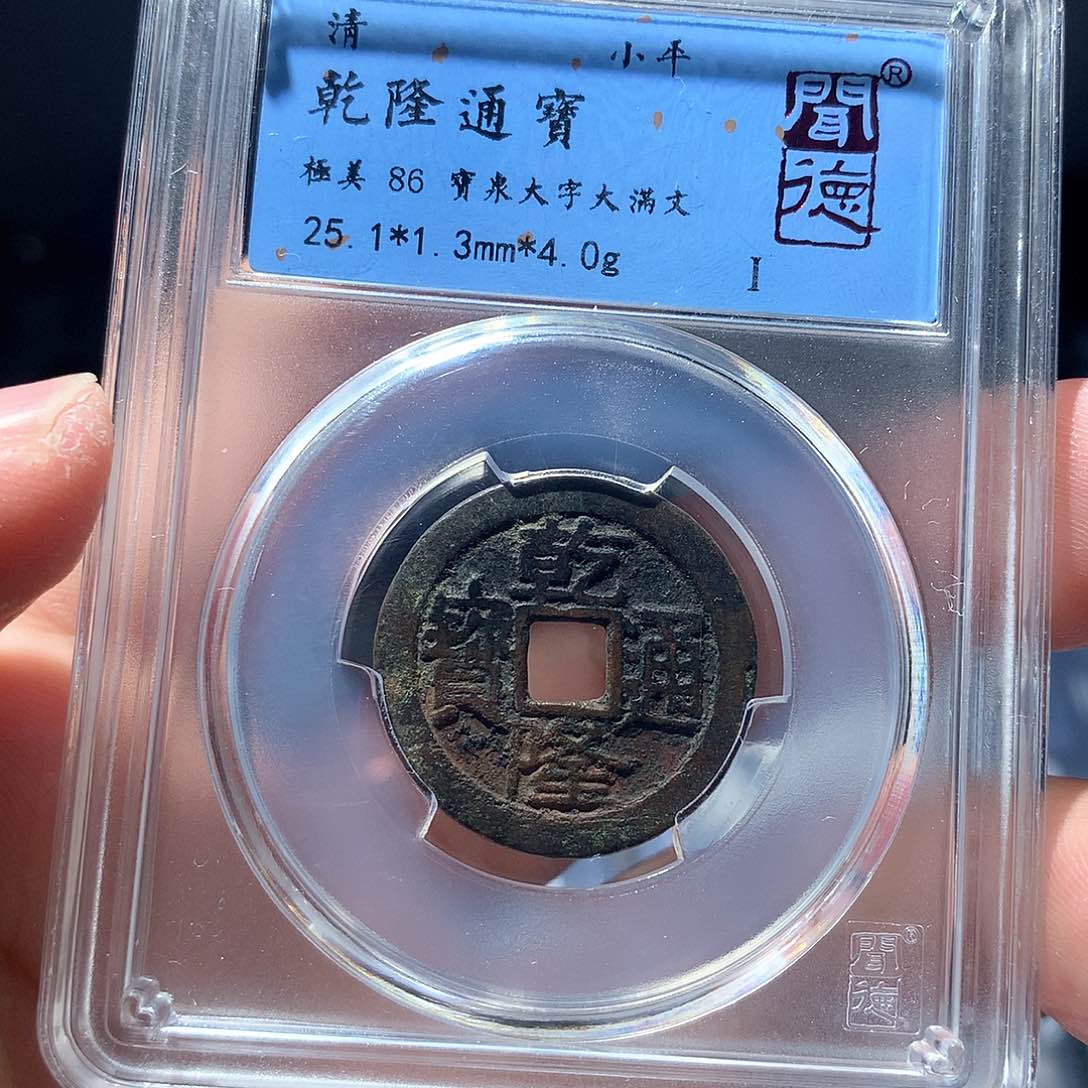 清 小平
乾隆通寶
極美 86 寶泉大字大滿文
25.1*1.3mm*4.0g
I
聞德®
乾隆通寶
聞德